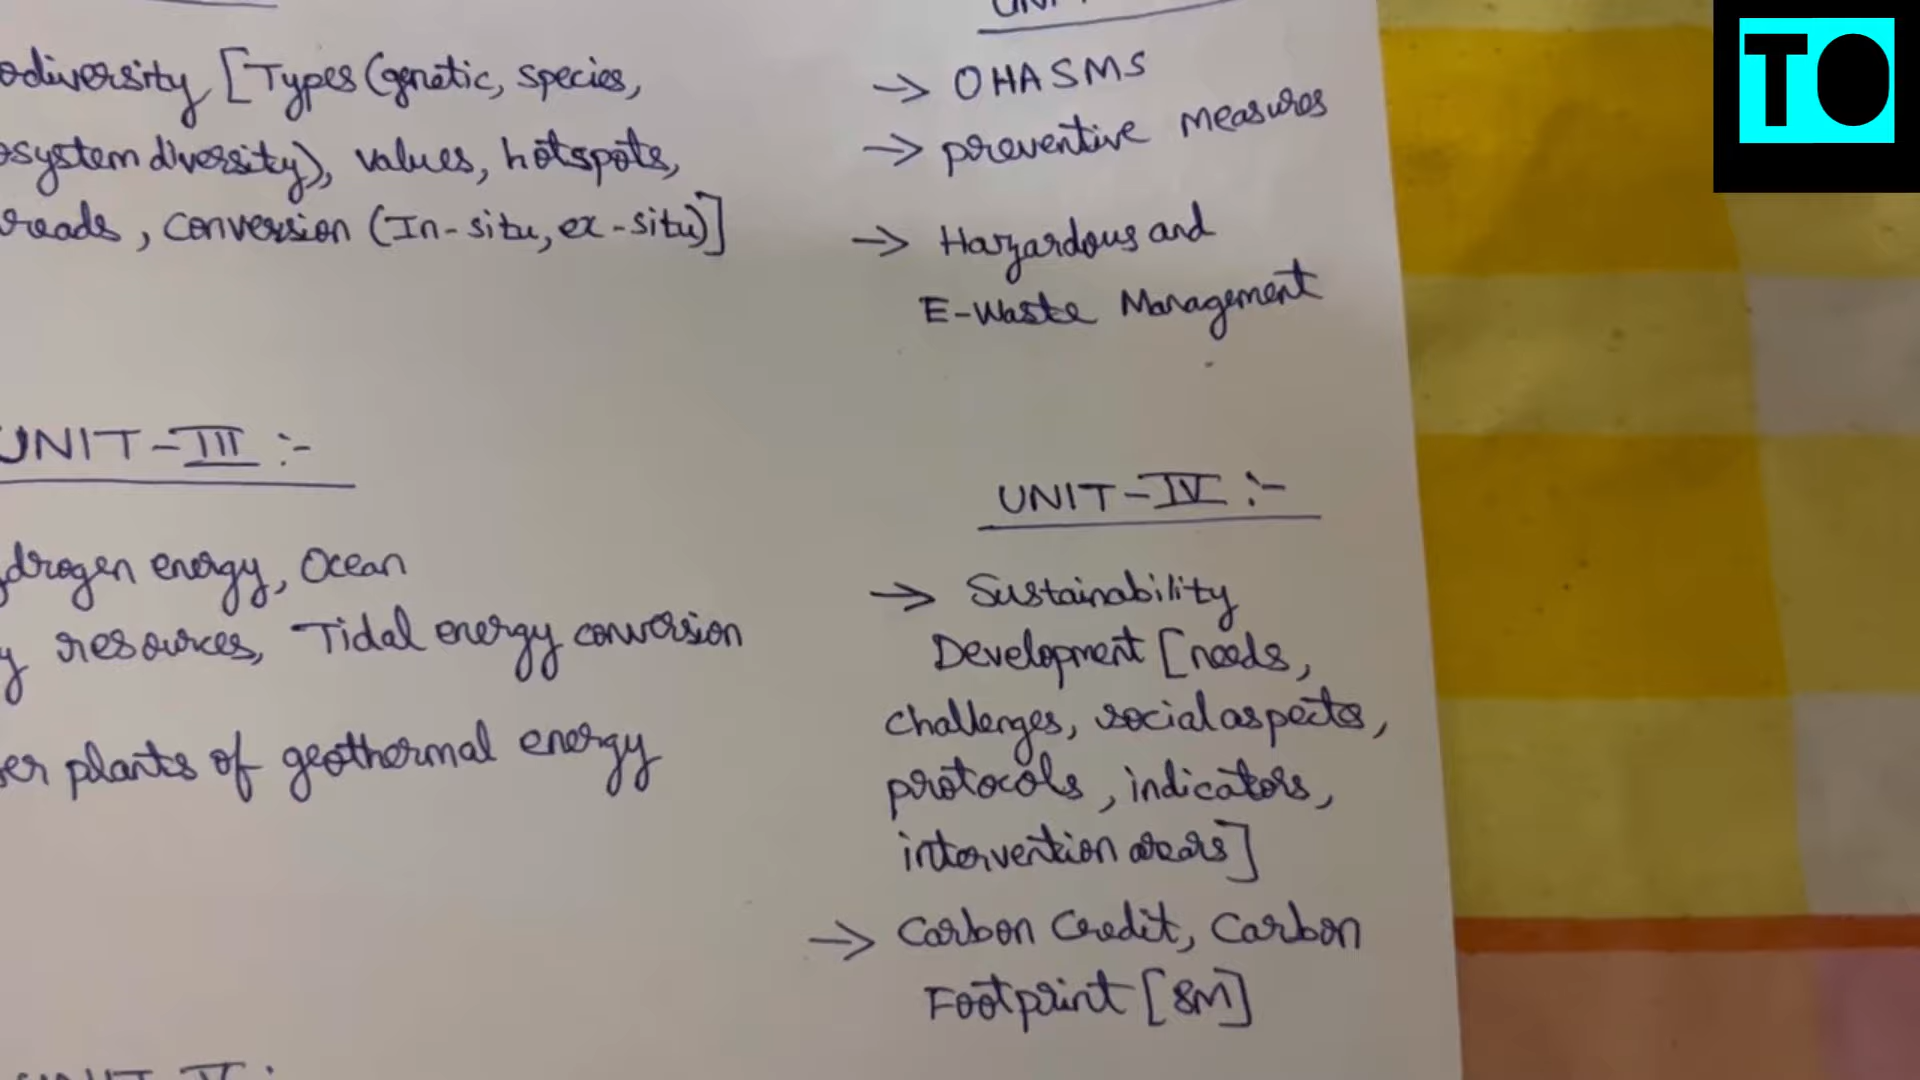 odiversity [Types (genetic, species,
osystem diversity), values, hotspots,
reads, conversion (In-situ, ex-situ)]
UNIT-III :-
drogen energy, Ocean
y resources, Tidal energy conversion
er plants of geothermal energy
→ OHASMS
→ preventive measures
→ Hazardous and
E-Waste Management
UNIT-IV :-
→ Sustainability
Development [needs,
challenges, social aspects,
protocols, indicators,
intervention areas]
→ Carbon Credit, Carbon
Footprint [8M]
TO